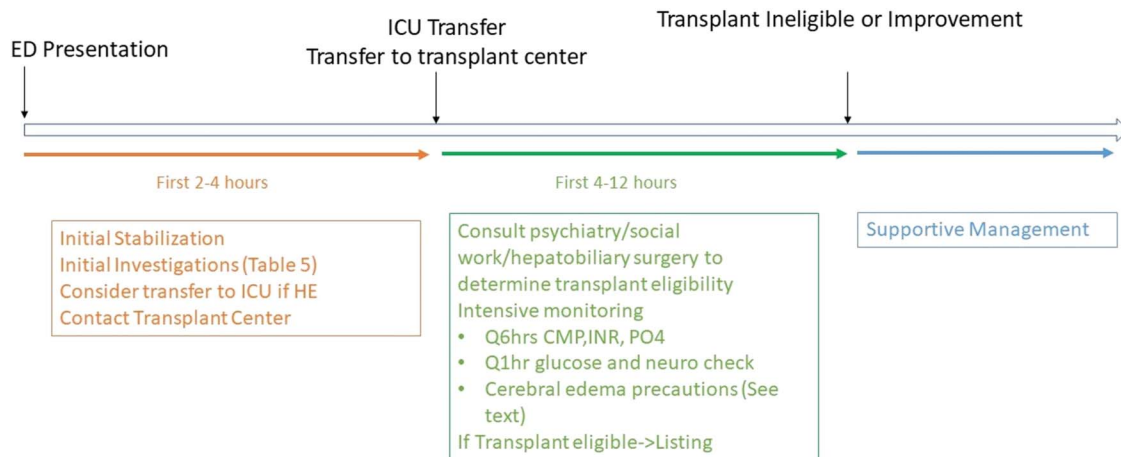 ED Presentation
ICU Transfer
Transfer to transplant center
Transplant Ineligible or Improvement
First 2-4 hours
First 4-12 hours
Initial Stabilization
Initial Investigations (Table 5)
Consider transfer to ICU if HE
Contact Transplant Center
Consult psychiatry/social
work/hepatobiliary surgery to
determine transplant eligibility
Intensive monitoring
• Q6hrs CMP,INR, PO4
• Q1hr glucose and neuro check
• Cerebral edema precautions (See
text)
If Transplant eligible->Listing
Supportive Management